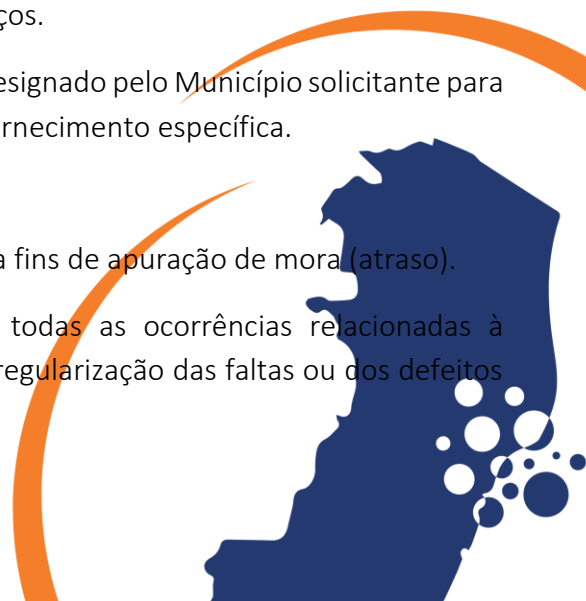 ços.
esignado pelo Município solicitante para
ornecimento específica.
a fins de apuração de mora (atraso).
todas as ocorrências relacionadas à
regularização das faltas ou dos defeitos